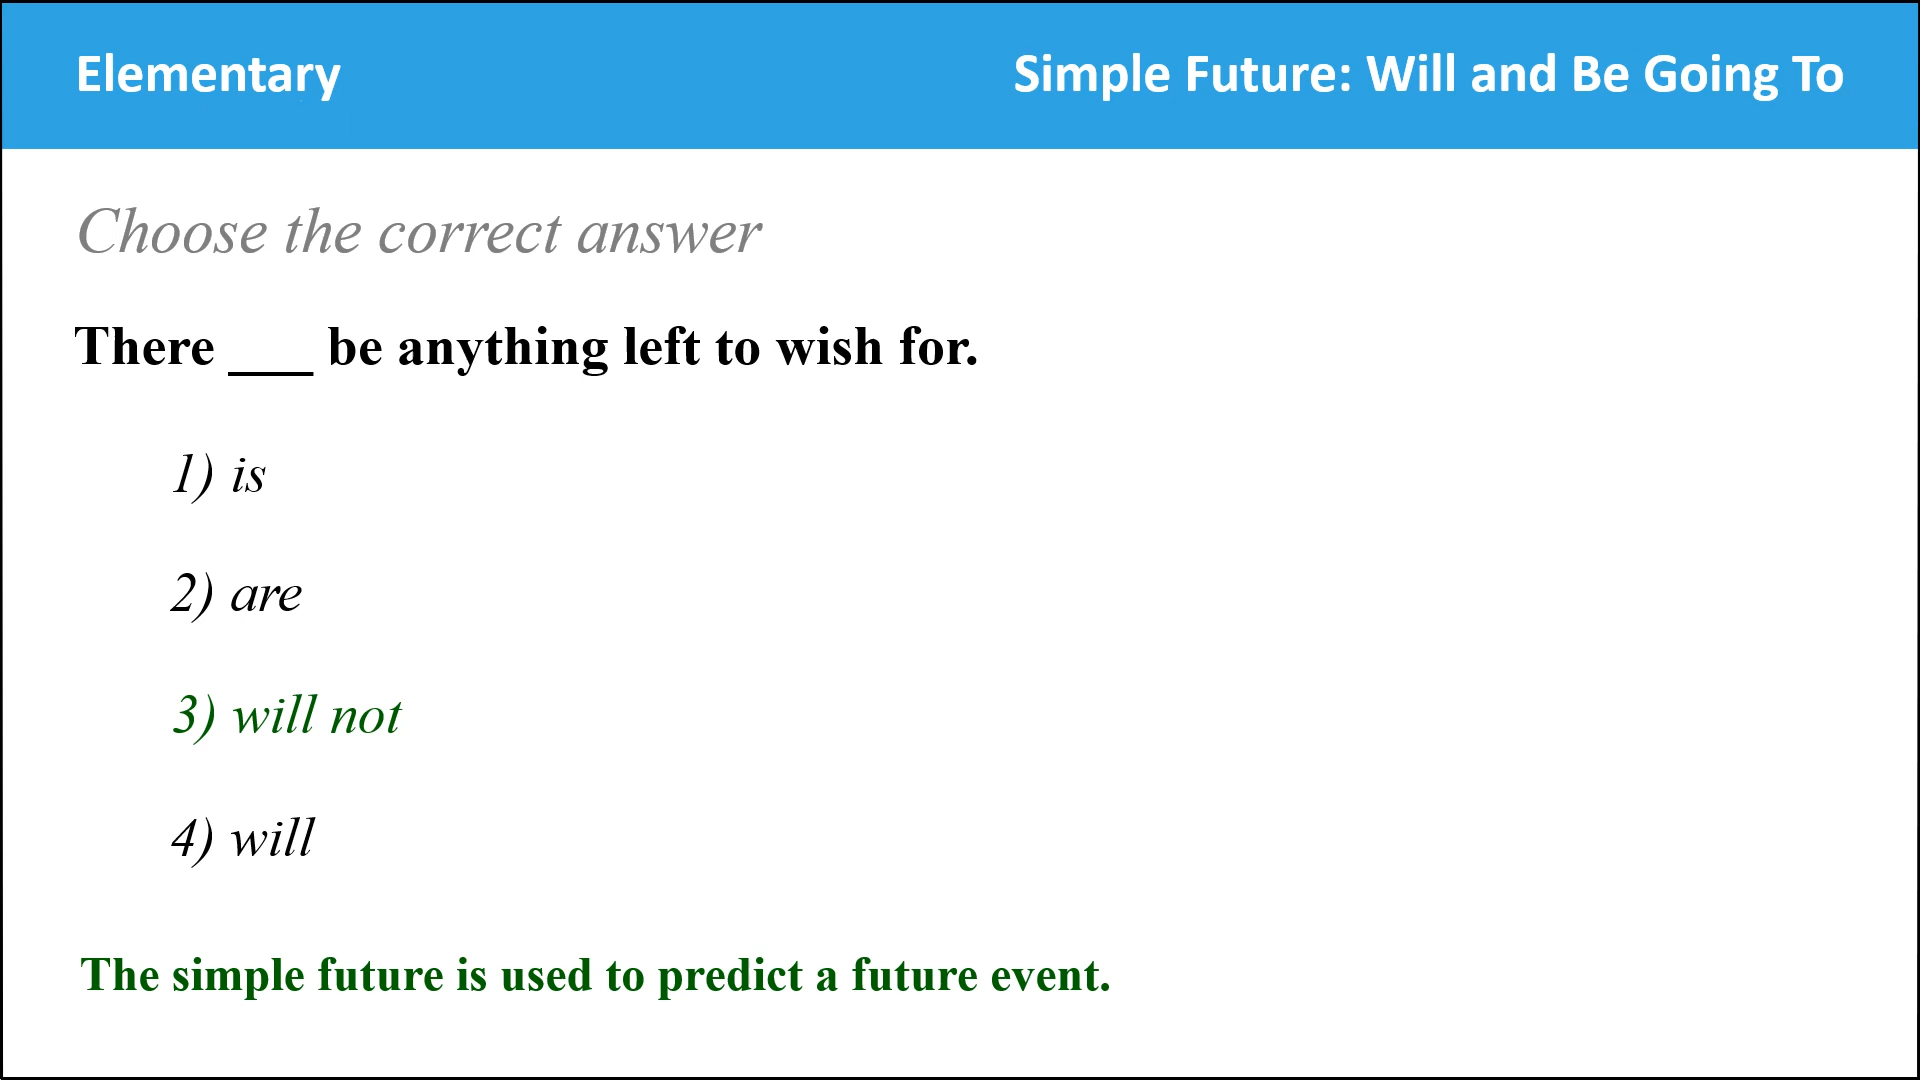 Elementary
Simple Future: Will and Be Going To
Choose the correct answer
There ___ be anything left to wish for.
1) is
2) are
3) will not
4) will
The simple future is used to predict a future event.